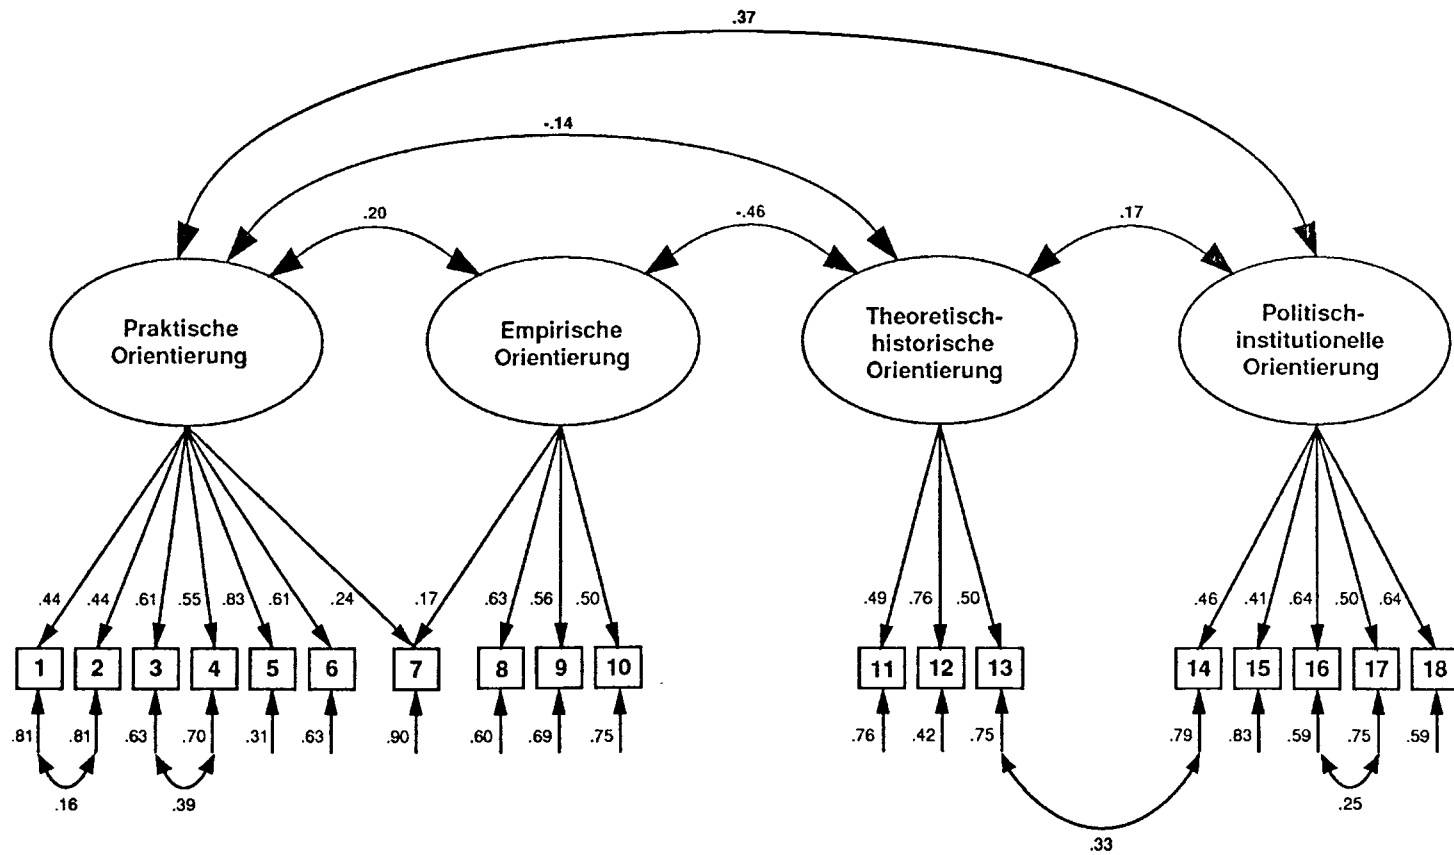 .37
-.14
.20
-.46
.17
Praktische
Orientierung
Empirische
Orientierung
Theoretisch-
historische
Orientierung
Politisch-
institutionelle
Orientierung
.44 .44 .61 .55 .83 .61 .24 .17 .63 .56 .50 .49 .76 .50 .46 .41 .64 .50 .64
1 2 3 4 5 6 7 8 9 10 11 12 13 14 15 16 17 18
.81 .81 .63 .70 .31 .63 .90 .60 .69 .75 .76 .42 .75 .79 .83 .59 .75 .59
.16 .39 .25
.33